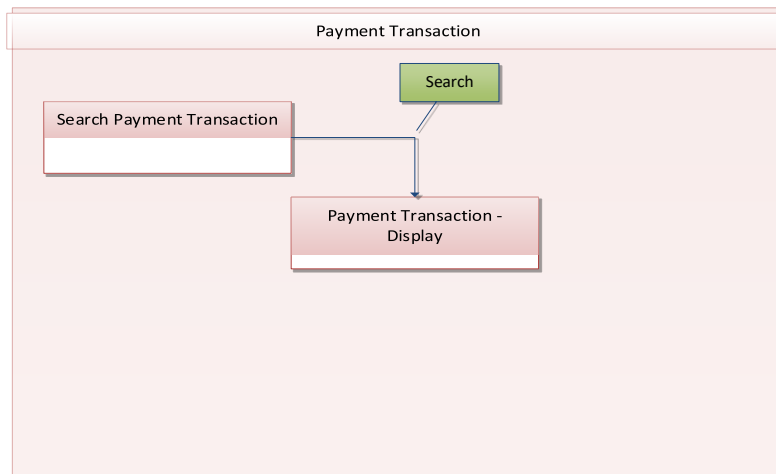 Payment Transaction
Search
Search Payment Transaction
Payment Transaction -
Display